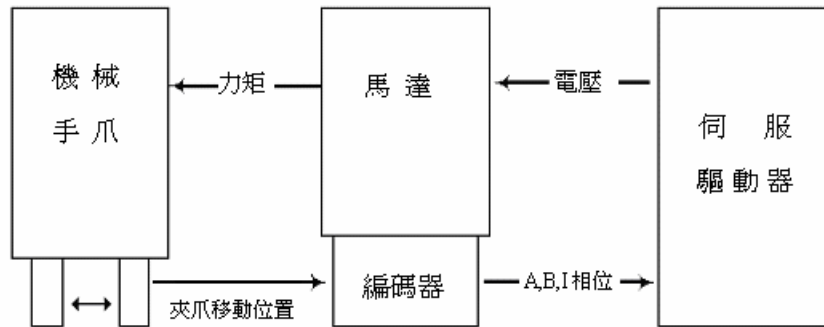 機 械
手 爪
力矩
馬 達
電壓
伺 服
驅 動 器
夾爪移動位置
編碼器
A,B,I相位